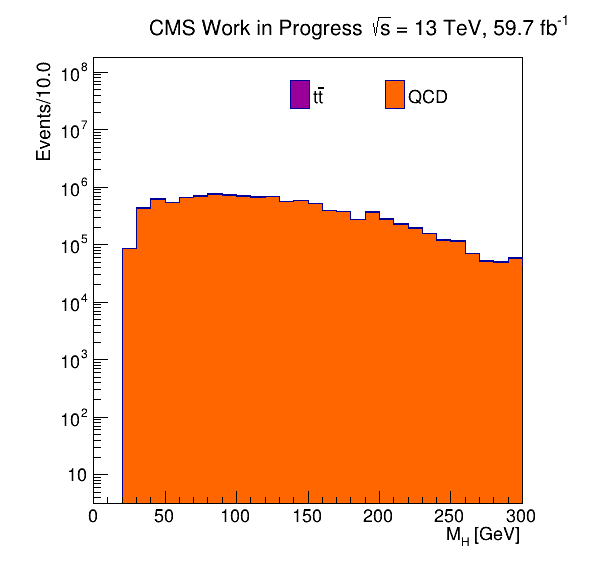 CMS Work in Progress √s = 13 TeV, 59.7 fb⁻¹
Events/10.0
tt̄
QCD
10⁸
10⁷
10⁶
10⁵
10⁴
10³
10²
10
0 50 100 150 200 250 300
M_H [GeV]